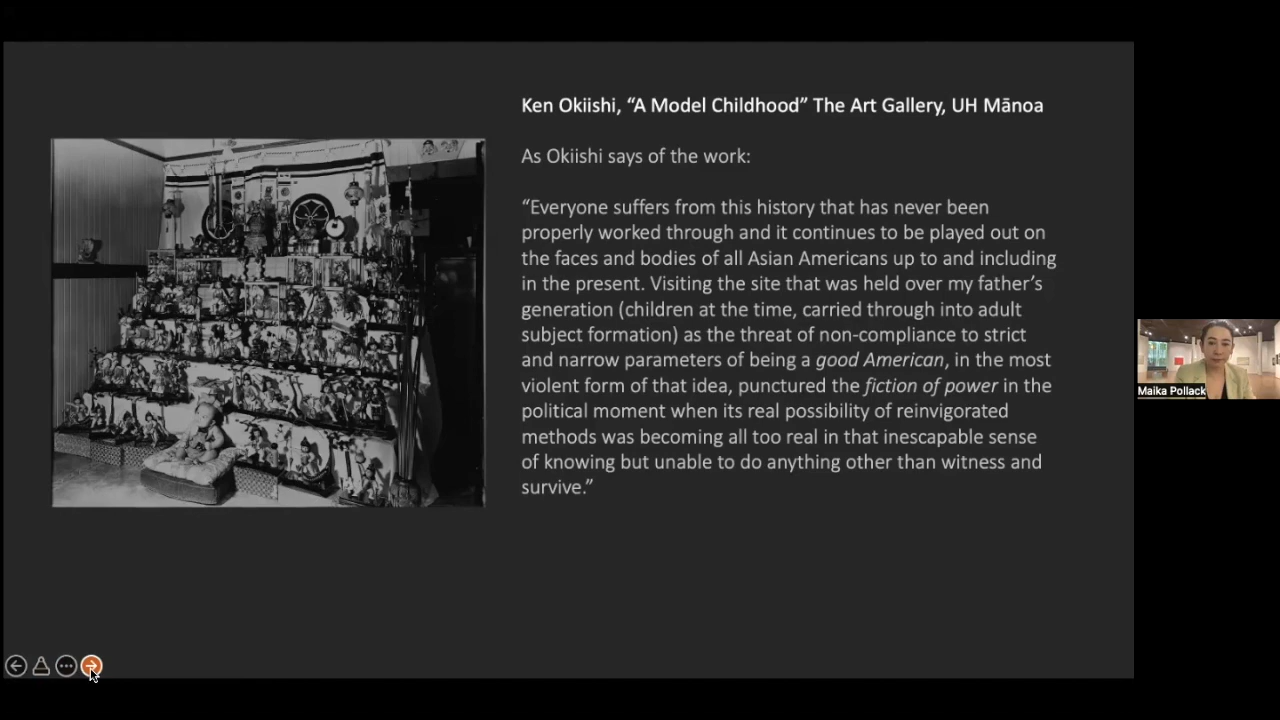 Ken Okiishi, “A Model Childhood” The Art Gallery, UH Mānoa
As Okiishi says of the work:
“Everyone suffers from this history that has never been
properly worked through and it continues to be played out on
the faces and bodies of all Asian Americans up to and including
in the present. Visiting the site that was held over my father’s
generation (children at the time, carried through into adult
subject formation) as the threat of non-compliance to strict
and narrow parameters of being a good American, in the most
violent form of that idea, punctured the fiction of power in the
political moment when its real possibility of reinvigorated
methods was becoming all too real in that inescapable sense
of knowing but unable to do anything other than witness and
survive.”
Maika Pollack